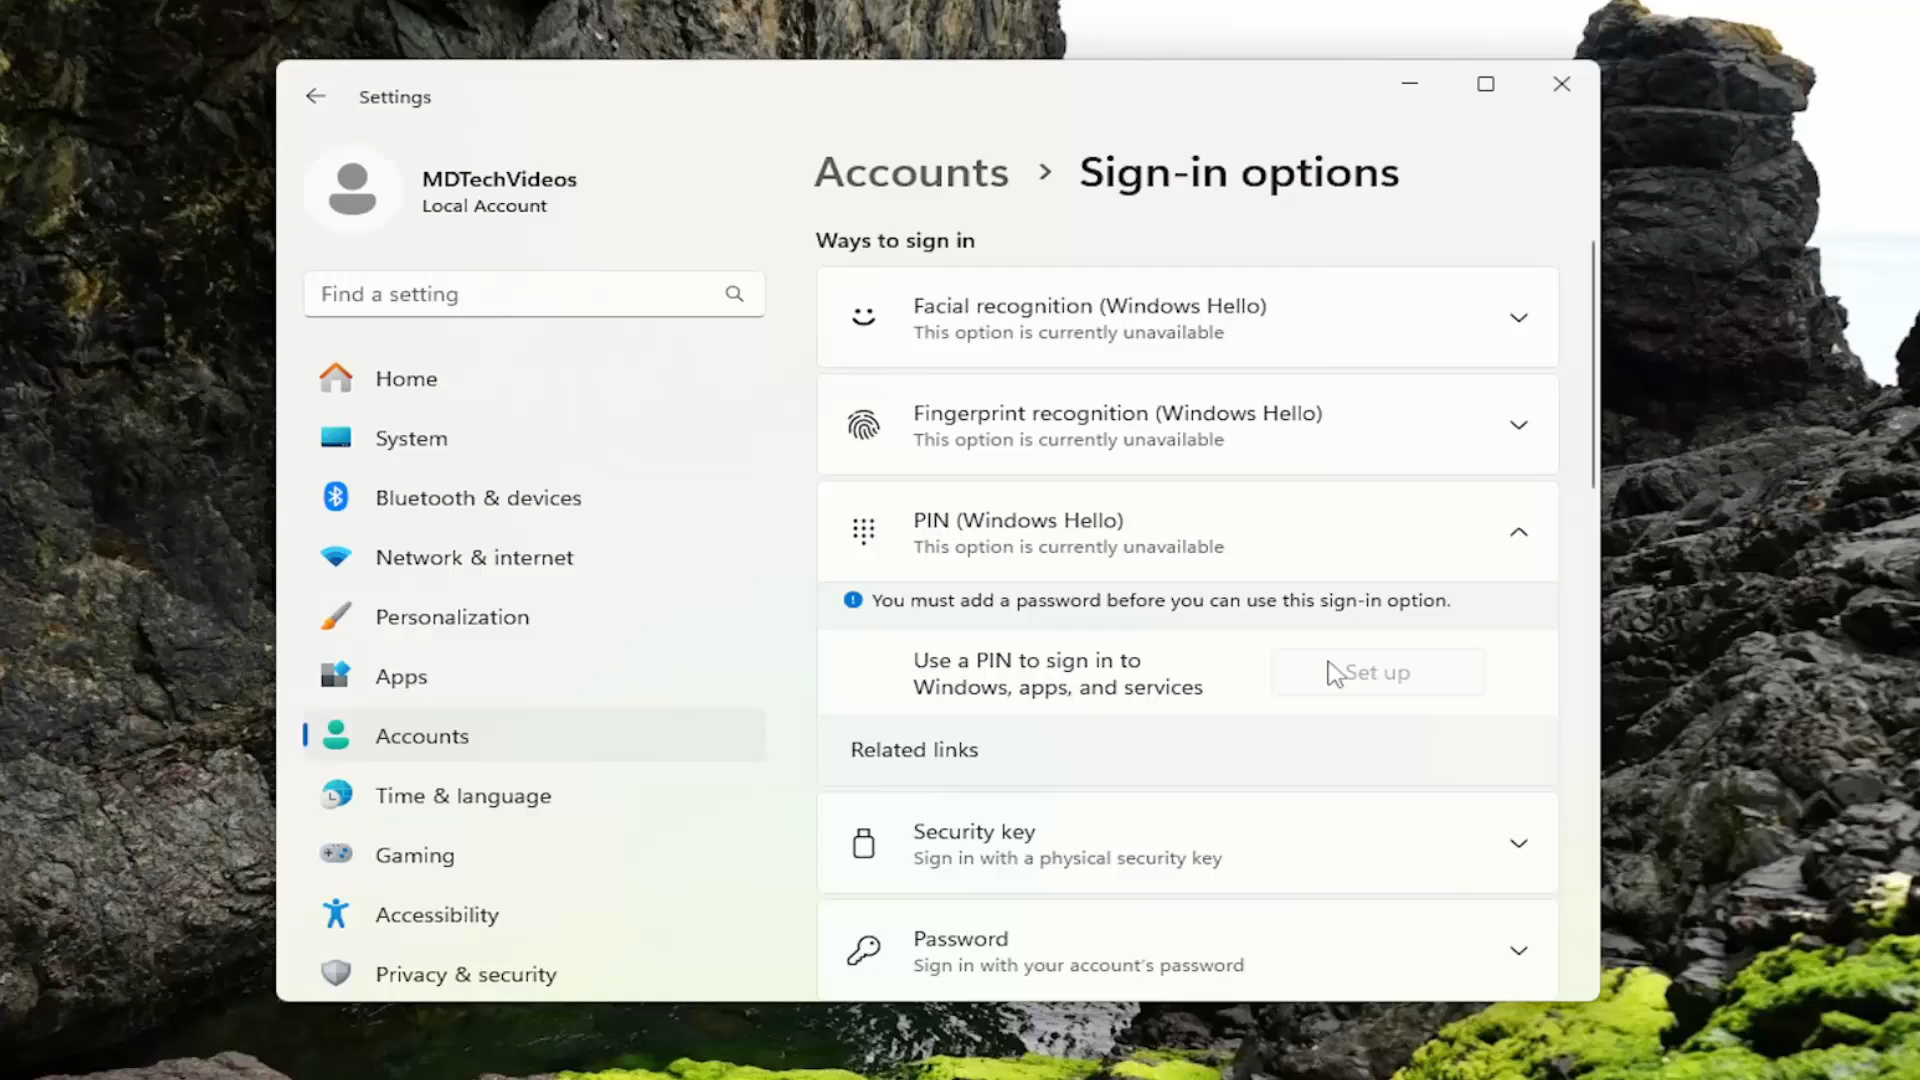 Settings
MDTechVideos
Local Account
Find a setting
Home
System
Bluetooth & devices
Network & internet
Personalization
Apps
Accounts
Time & language
Gaming
Accessibility
Privacy & security
Accounts > Sign-in options
Ways to sign in
Facial recognition (Windows Hello)
This option is currently unavailable
Fingerprint recognition (Windows Hello)
This option is currently unavailable
PIN (Windows Hello)
This option is currently unavailable
You must add a password before you can use this sign-in option.
Use a PIN to sign in to
Windows, apps, and services
Set up
Related links
Security key
Sign in with a physical security key
Password
Sign in with your account's password